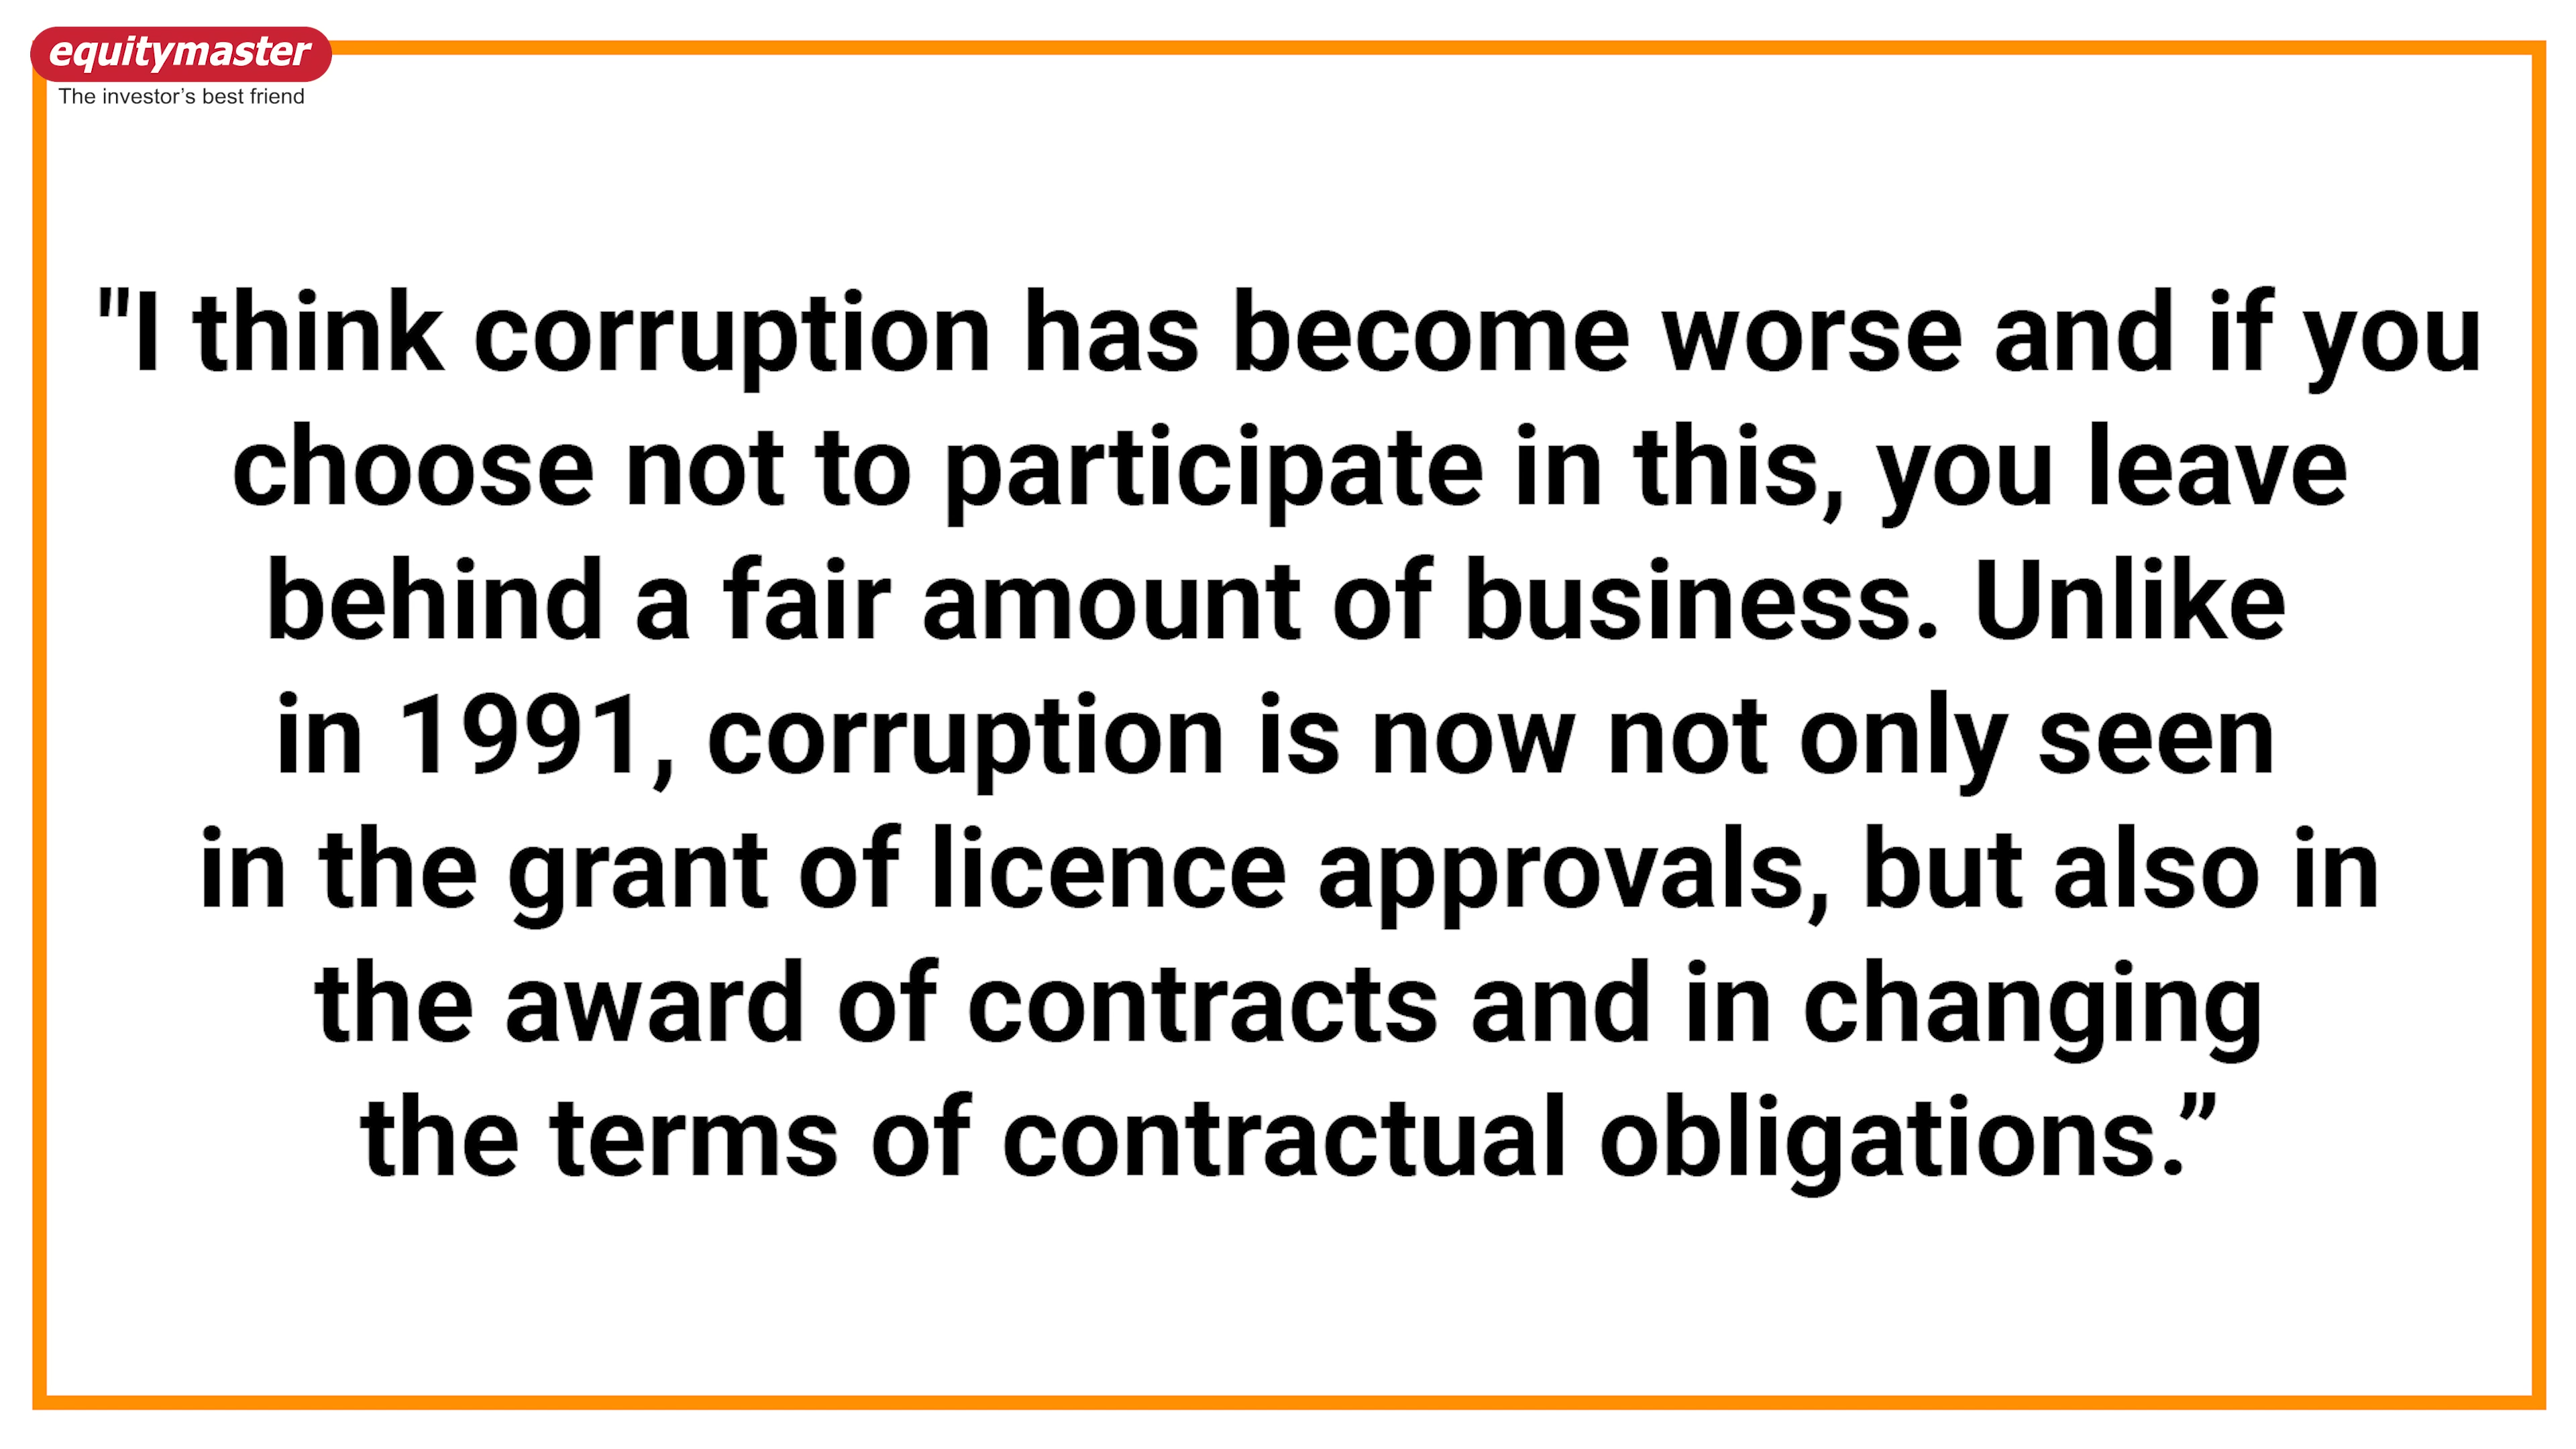 equitymaster
The investor’s best friend
"I think corruption has become worse and if you
choose not to participate in this, you leave
behind a fair amount of business. Unlike
in 1991, corruption is now not only seen
in the grant of licence approvals, but also in
the award of contracts and in changing
the terms of contractual obligations.”